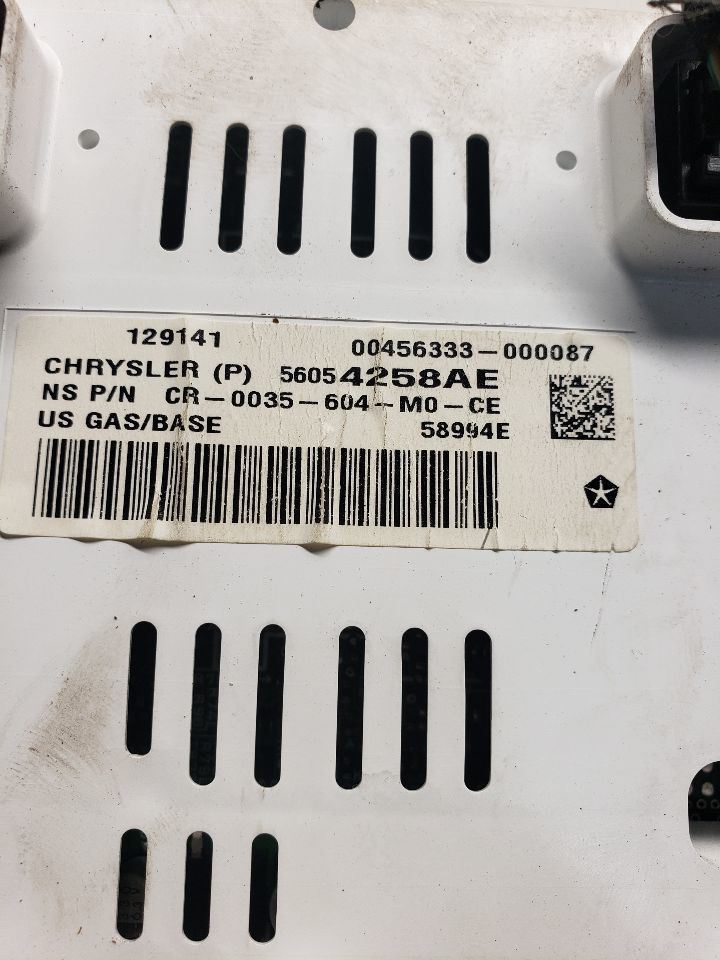 129141 00456333-000087
CHRYSLER (P) 56054258AE
NS P/N CR-0035-604-M0-CE
US GAS/BASE 58994E